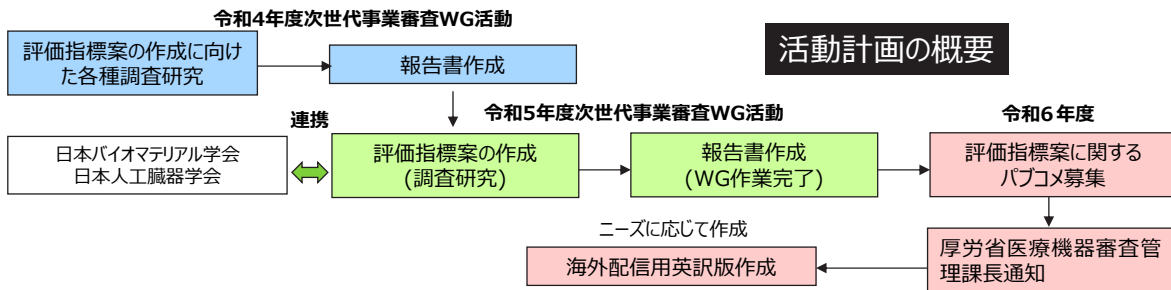 令和4年度次世代事業審査WG活動
評価指標案の作成に向け
た各種調査研究
報告書作成
活動計画の概要
令和5年度次世代事業審査WG活動
令和6年度
連携
日本バイオマテリアル学会
日本人工臓器学会
評価指標案の作成
(調査研究)
報告書作成
(WG作業完了)
評価指標案に関する
パブコメ募集
ニーズに応じて作成
海外配信用英訳版作成
厚労省医療機器審査管
理課長通知